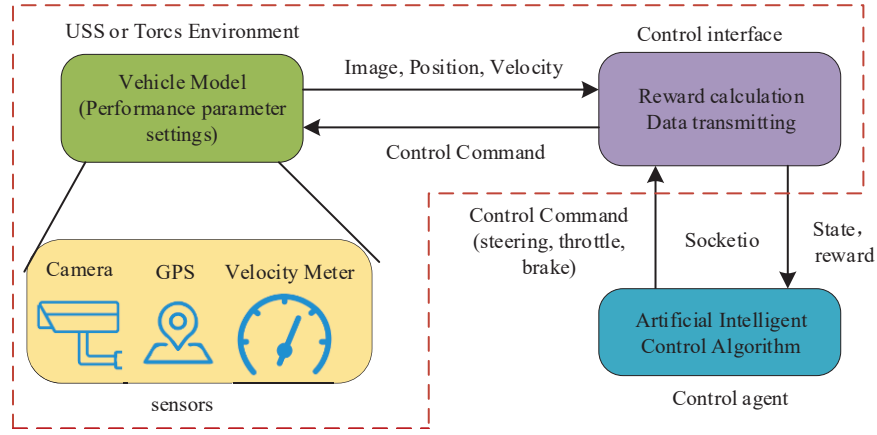 USS or Torcs Environment
Vehicle Model
(Performance parameter
settings)
Image, Position, Velocity
Control Command
Control interface
Reward calculation
Data transmitting
Control Command
(steering, throttle,
brake)
Socketio
State，
reward
Camera
GPS
Velocity Meter
sensors
Artificial Intelligent
Control Algorithm
Control agent